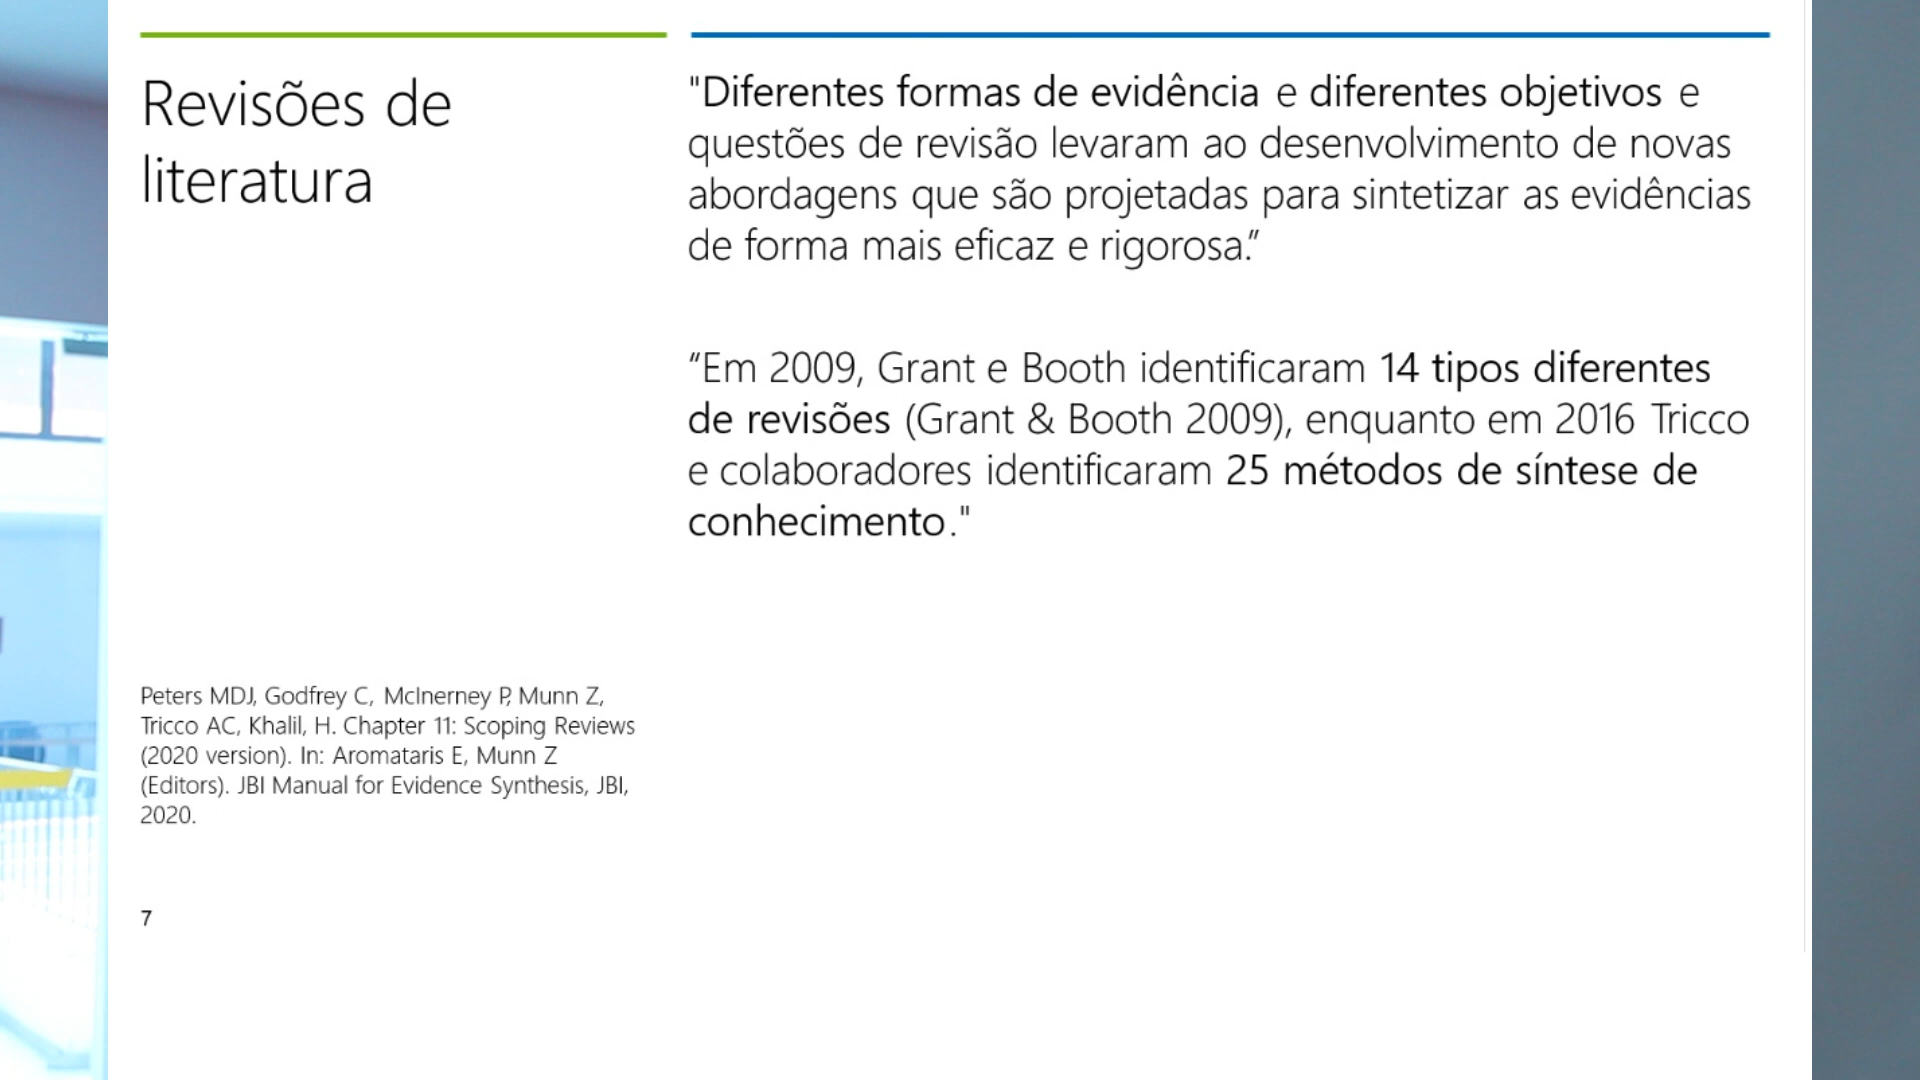 Revisões de
literatura
"Diferentes formas de evidência e diferentes objetivos e
questões de revisão levaram ao desenvolvimento de novas
abordagens que são projetadas para sintetizar as evidências
de forma mais eficaz e rigorosa.”
“Em 2009, Grant e Booth identificaram 14 tipos diferentes
de revisões (Grant & Booth 2009), enquanto em 2016 Tricco
e colaboradores identificaram 25 métodos de síntese de
conhecimento."
Peters MDJ, Godfrey C, McInerney P, Munn Z,
Tricco AC, Khalil, H. Chapter 11: Scoping Reviews
(2020 version). In: Aromataris E, Munn Z
(Editors). JBI Manual for Evidence Synthesis, JBI,
2020.
7